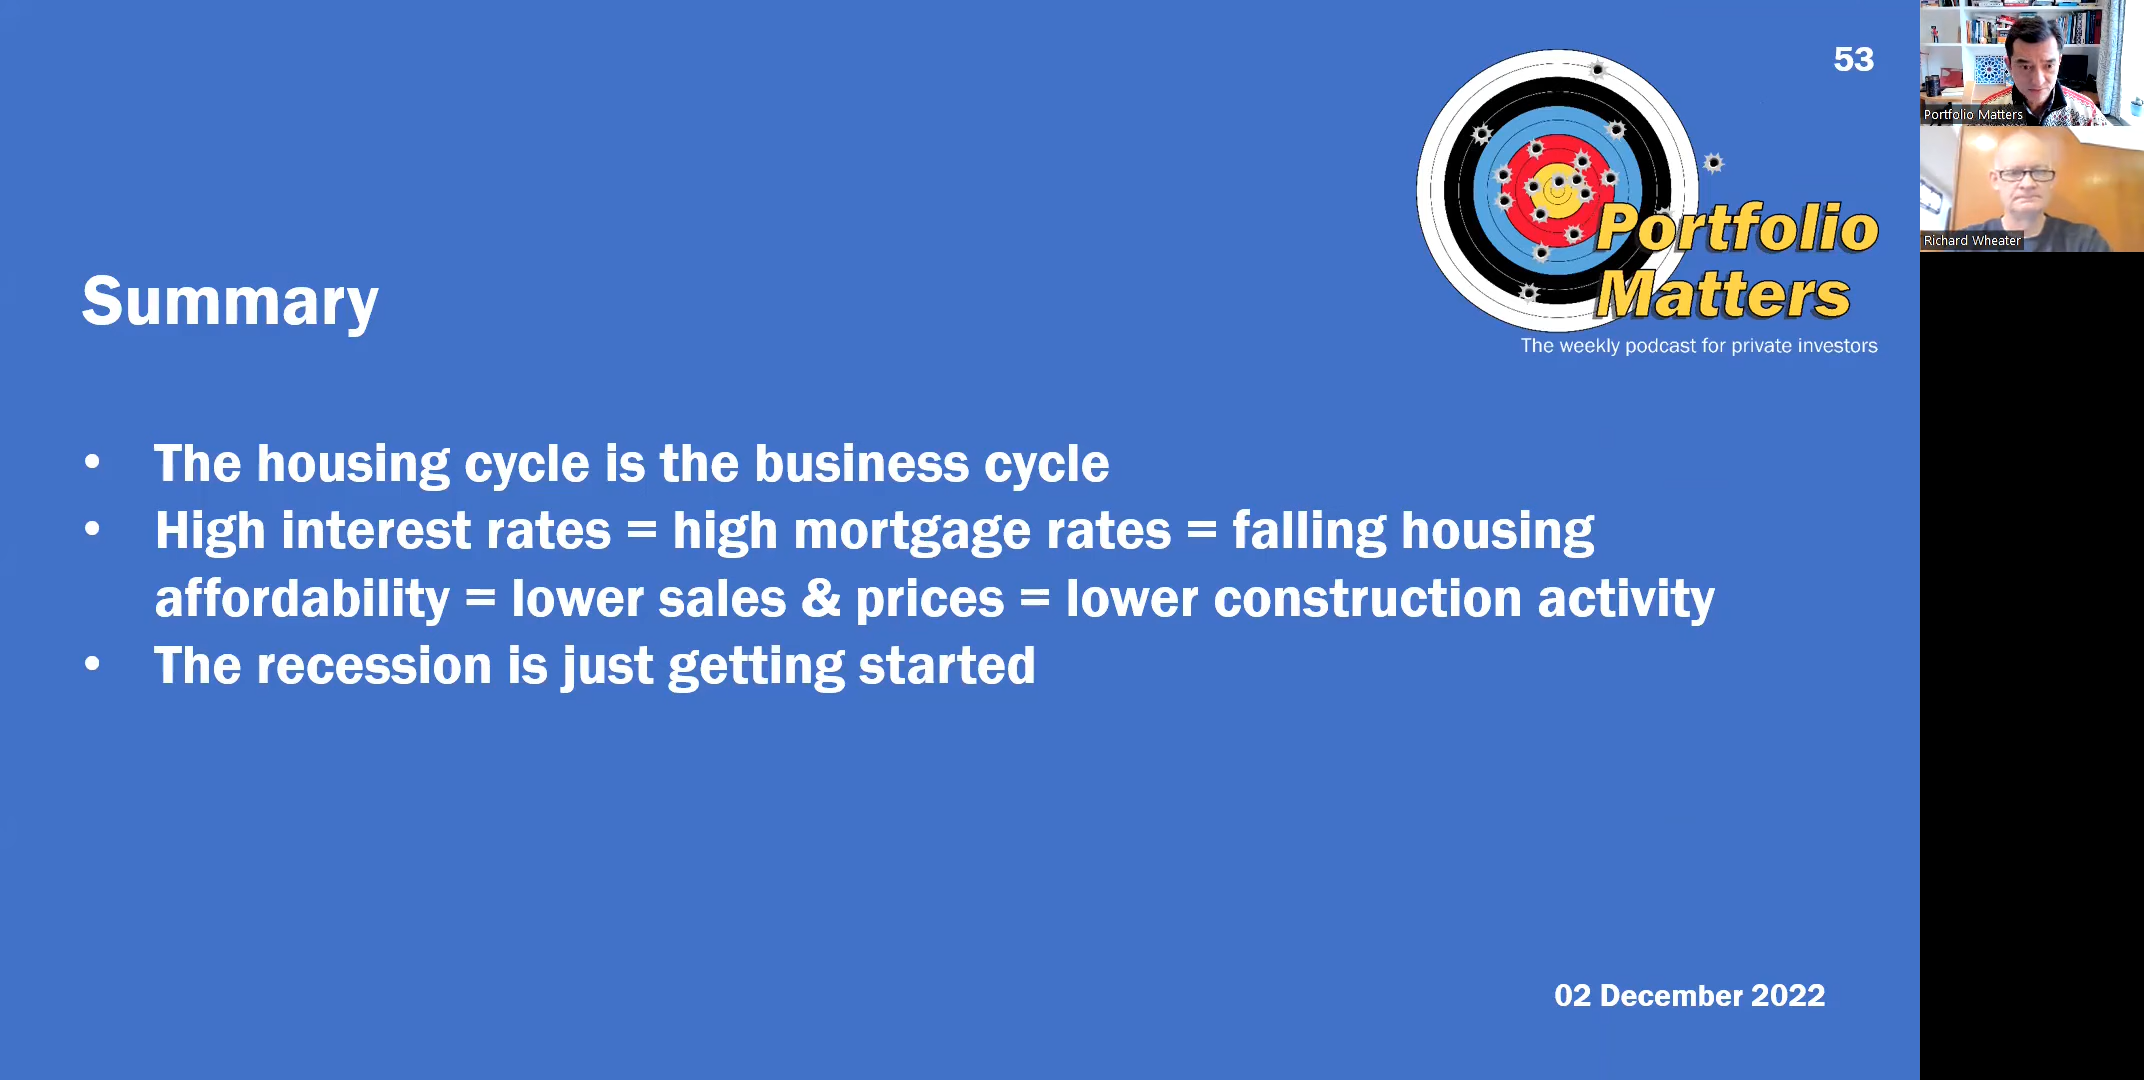 53
Portfolio
Matters
The weekly podcast for private investors
Summary
• The housing cycle is the business cycle
• High interest rates = high mortgage rates = falling housing
affordability = lower sales & prices = lower construction activity
• The recession is just getting started
02 December 2022
Portfolio Matters
Richard Wheater